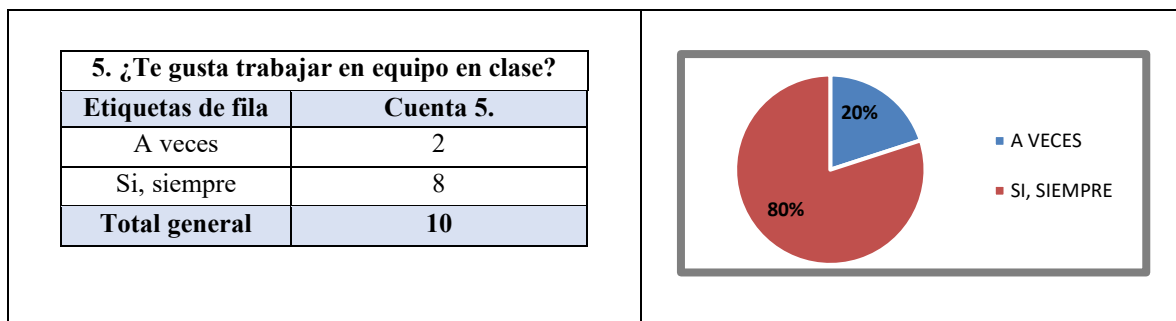 5. ¿Te gusta trabajar en equipo en clase?
Etiquetas de fila Cuenta 5.
A veces 2
Si, siempre 8
Total general 10
20%
80%
A VECES
SI, SIEMPRE